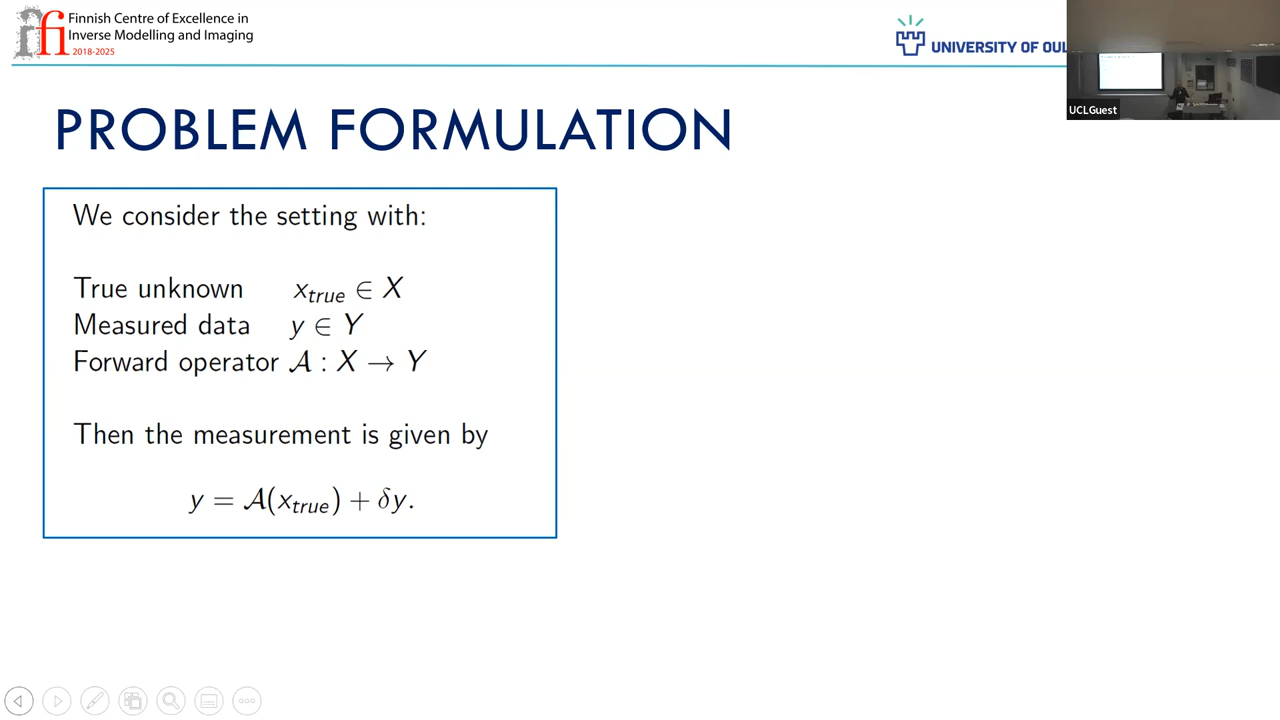 Finnish Centre of Excellence in
Inverse Modelling and Imaging
2018-2025
UNIVERSITY OF OUL
UCLGuest
PROBLEM FORMULATION
We consider the setting with:
True unknown x_true ∈ X
Measured data y ∈ Y
Forward operator 𝒜 : X → Y
Then the measurement is given by
y = 𝒜(x_true) + δy.